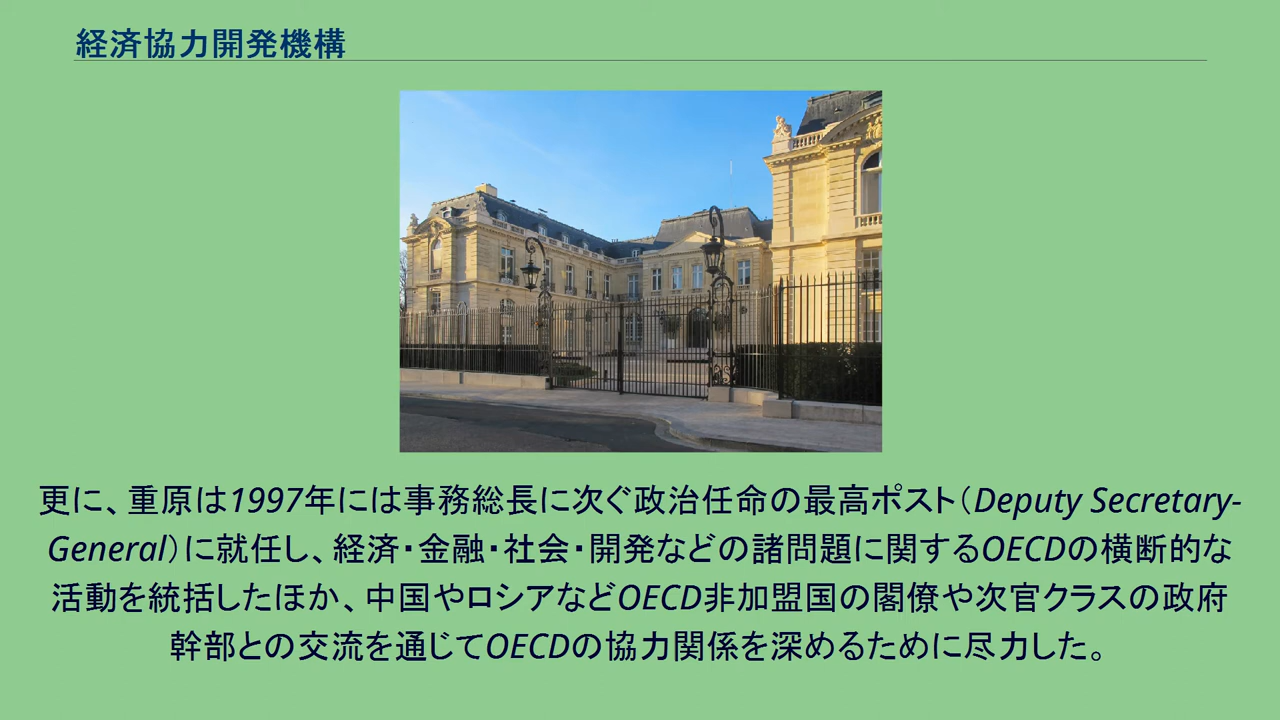 経済協力開発機構
更に、重原は1997年には事務総長に次ぐ政治任命の最高ポスト（Deputy Secretary-
General）に就任し、経済・金融・社会・開発などの諸問題に関するOECDの横断的な
活動を統括したほか、中国やロシアなどOECD非加盟国の閣僚や次官クラスの政府
幹部との交流を通じてOECDの協力関係を深めるために尽力した。